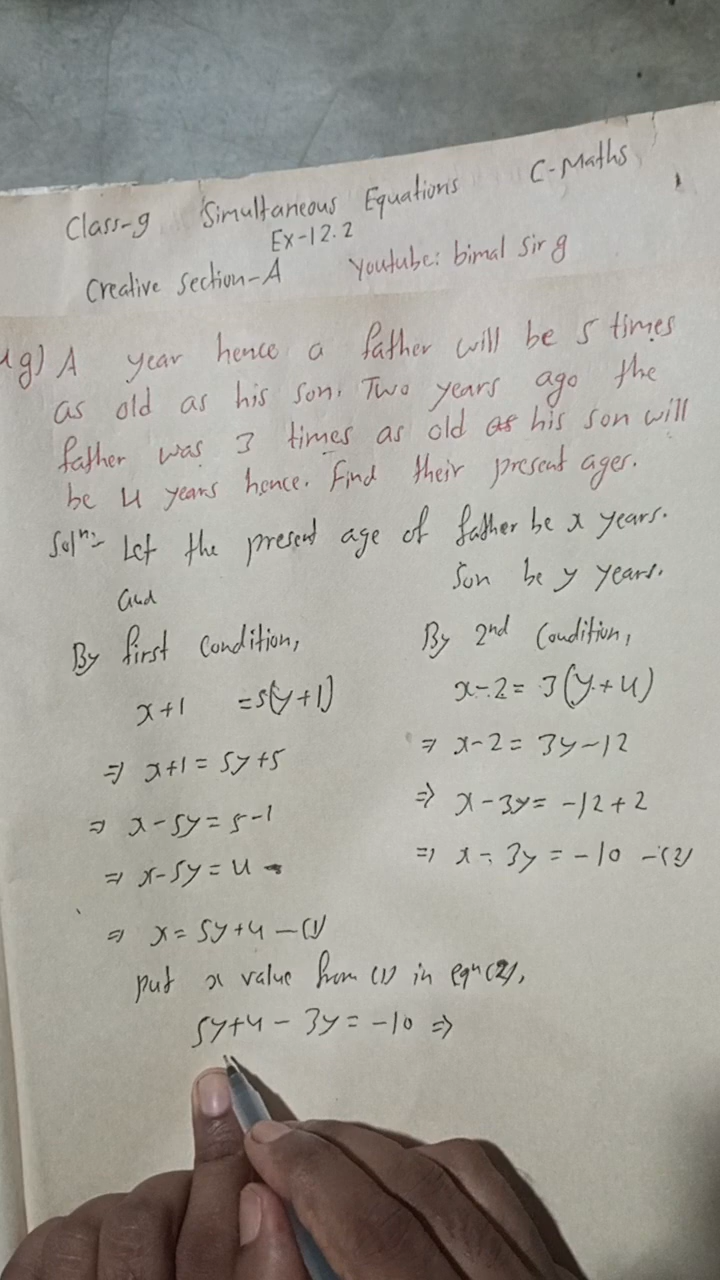 Class-9 Simultaneous Equations C-Maths
Ex-12.2
Creative Section-A Youtube: bimal Sir g
1g) A year hence a father will be 5 times
as old as his son. Two years ago the
father was 3 times as old as his son will
be 4 years hence. Find their present ages.
Solⁿ:- Let the present age of father be x years.
and Son be y years.
By first Condition,
x+1 =5(y+1)
⇒ x+1 = 5y+5
⇒ x-5y = 5-1
⇒ x-5y = 4
⇒ x = 5y+4 -(1)
By 2nd Condition,
x-2 = 3(y+4)
⇒ x-2 = 3y-12
⇒ x-3y = -12+2
⇒ x-3y = -10 -(2)
put x value from (1) in eqn(2),
5y+4-3y = -10 ⇒